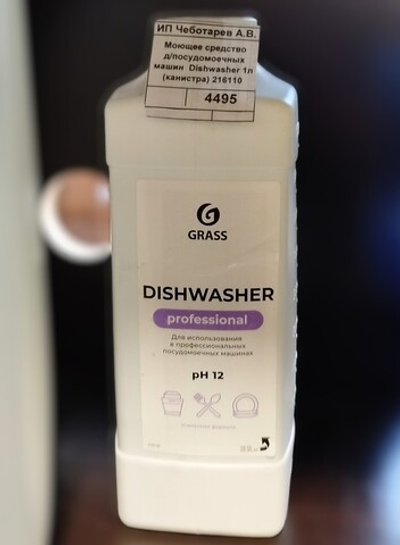 ИП Чеботарев А.В.
Моющее средство
д/посудомоечных
машин Dishwasher 1л
(канистра) 216110
4495
GRASS
DISHWASHER
professional
Для использования
в профессиональных
посудомоечных машинах
pH 12